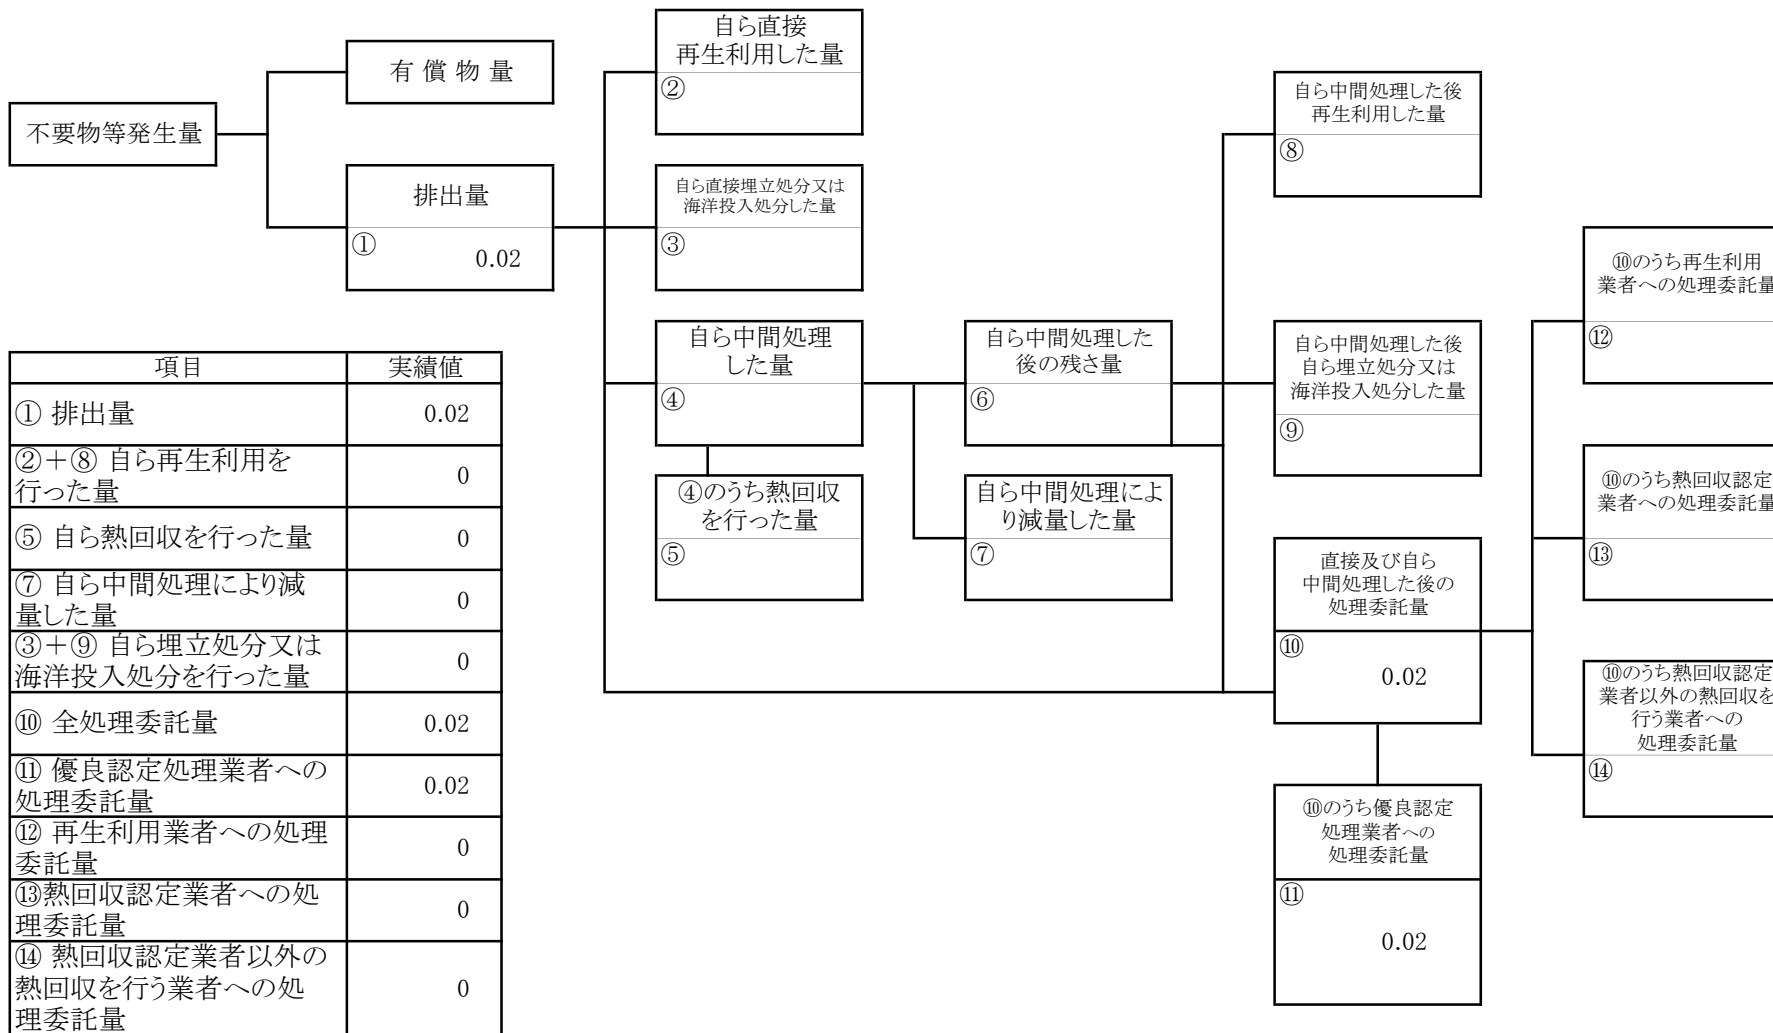 自ら直接
再生利用した量
②
有 償 物 量
不要物等発生量
自ら中間処理した後
再生利用した量
⑧
排出量
①
0.02
自ら直接埋立処分又は
海洋投入処分した量
③
⑩のうち再生利用
業者への処理委託量
⑫
自ら中間処理
した量
④
自ら中間処理した
後の残さ量
⑥
自ら中間処理した後
自ら埋立処分又は
海洋投入処分した量
⑨
④のうち熱回収
を行った量
⑤
自ら中間処理によ
り減量した量
⑦
⑩のうち熱回収認定
業者への処理委託量
⑬
直接及び自ら
中間処理した後の
処理委託量
⑩
0.02
⑩のうち熱回収認定
業者以外の熱回収を
行う業者への
処理委託量
⑭
⑩のうち優良認定
処理業者への
処理委託量
⑪
0.02
項目 実績値
① 排出量 0.02
②＋⑧ 自ら再生利用を
行った量 0
⑤ 自ら熱回収を行った量 0
⑦ 自ら中間処理により減
量した量 0
③＋⑨ 自ら埋立処分又は
海洋投入処分を行った量 0
⑩ 全処理委託量 0.02
⑪ 優良認定処理業者への
処理委託量 0.02
⑫ 再生利用業者への処理
委託量 0
⑬熱回収認定業者への処
理委託量 0
⑭ 熱回収認定業者以外の
熱回収を行う業者への処
理委託量 0